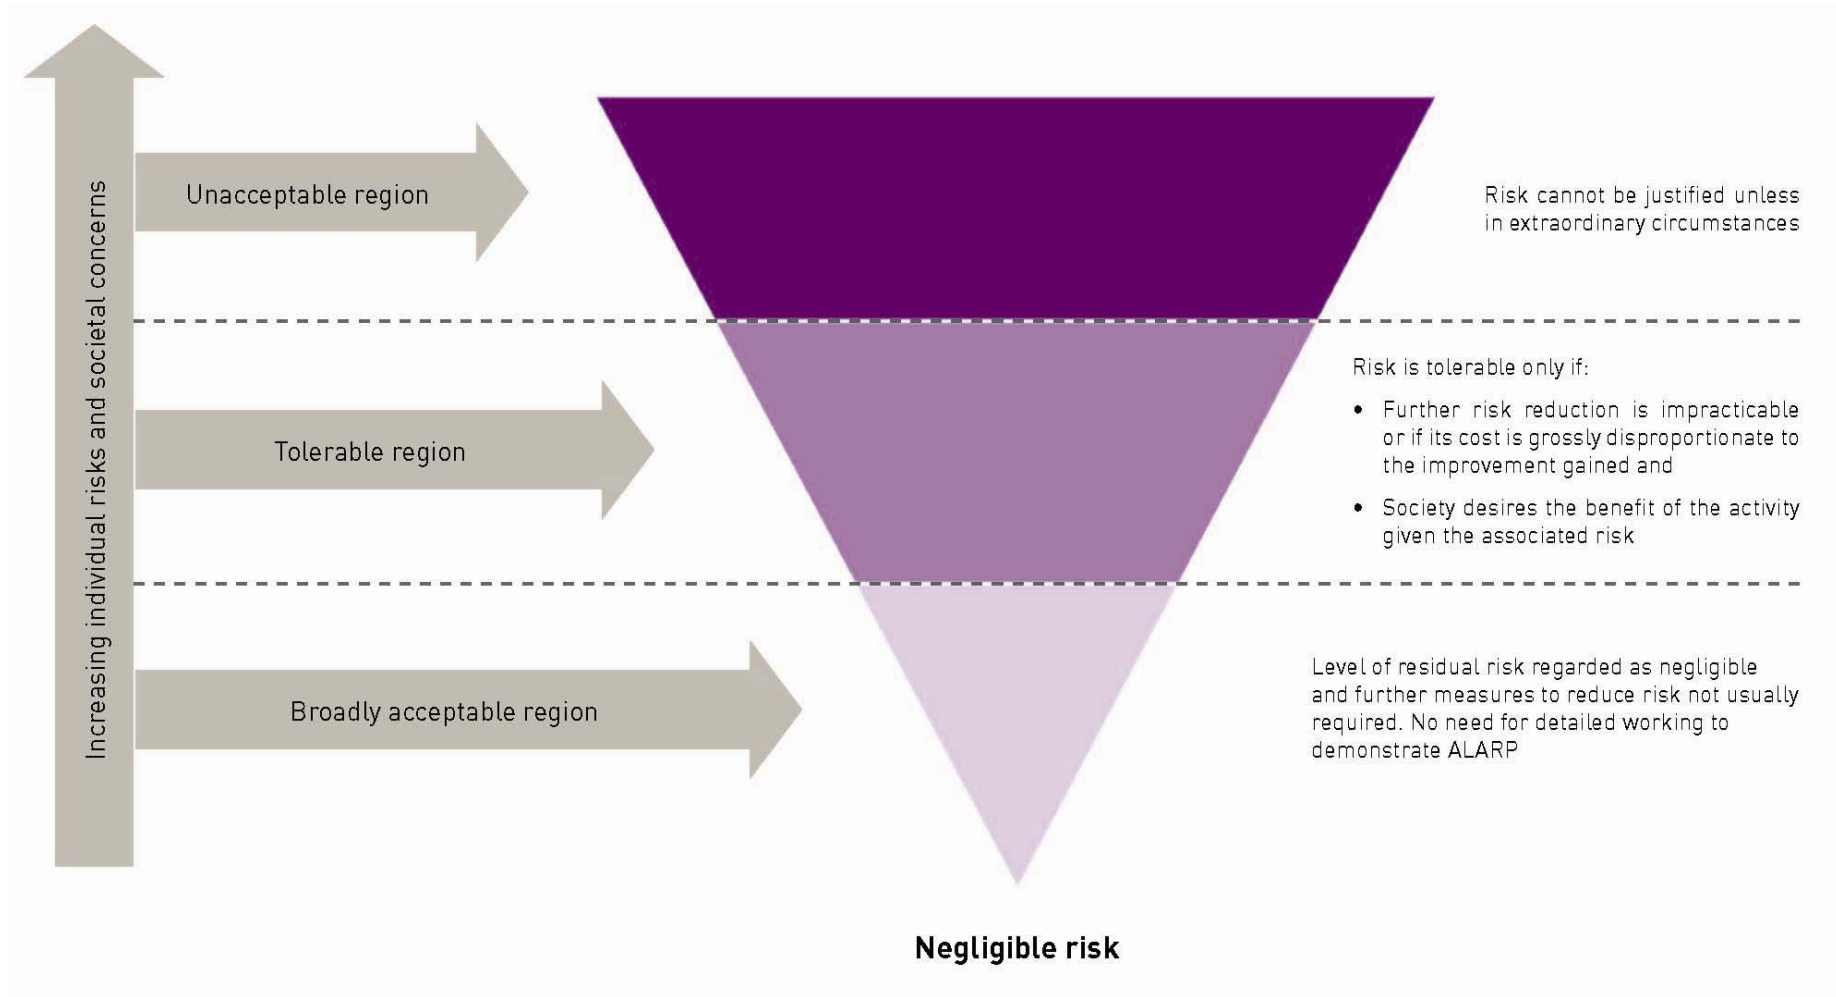 Increasing individual risks and societal concerns
Unacceptable region
Risk cannot be justified unless
in extraordinary circumstances
Tolerable region
Risk is tolerable only if:
• Further risk reduction is impracticable
or if its cost is grossly disproportionate to
the improvement gained and
• Society desires the benefit of the activity
given the associated risk
Broadly acceptable region
Level of residual risk regarded as negligible
and further measures to reduce risk not usually
required. No need for detailed working to
demonstrate ALARP
Negligible risk